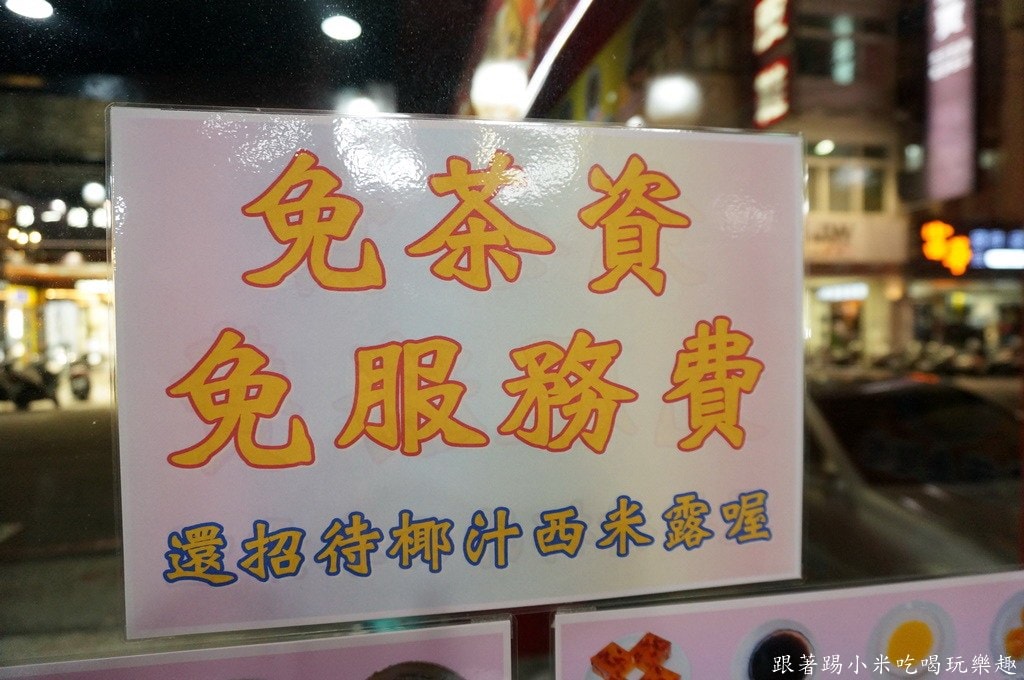 免茶資
免服務費
還招待椰汁西米露喔
跟著踢小米吃喝玩樂趣